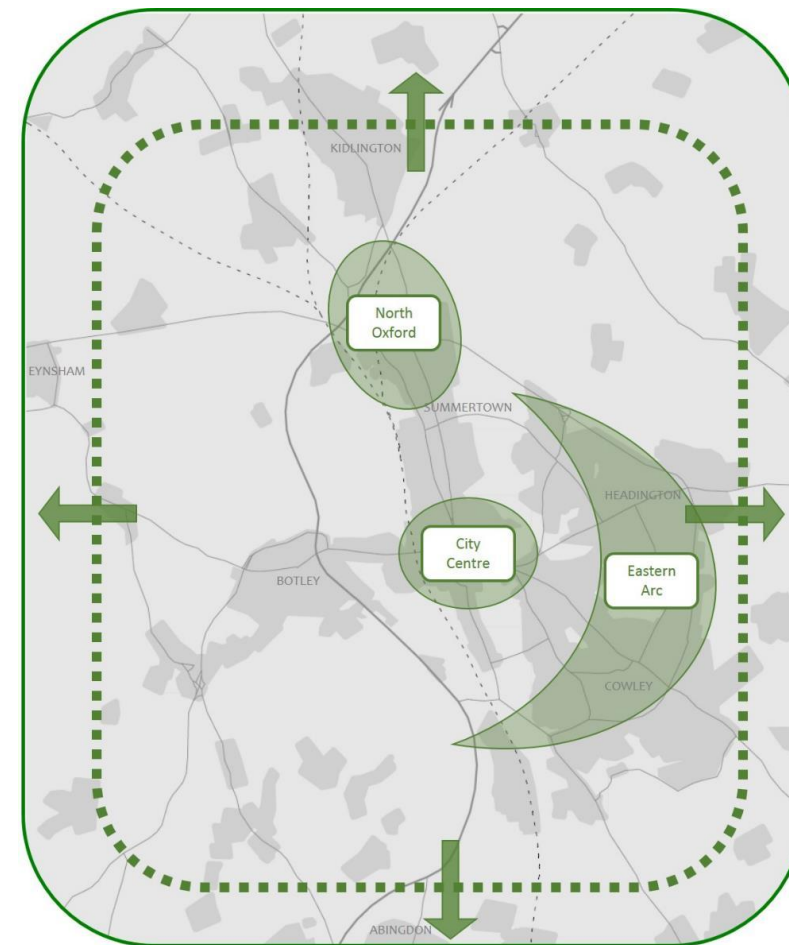 KIDLINGTON
North
Oxford
EYNSHAM
SUMMERTOWN
HEADINGTON
City
Centre
Eastern
Arc
BOTLEY
COWLEY
ABINGDON